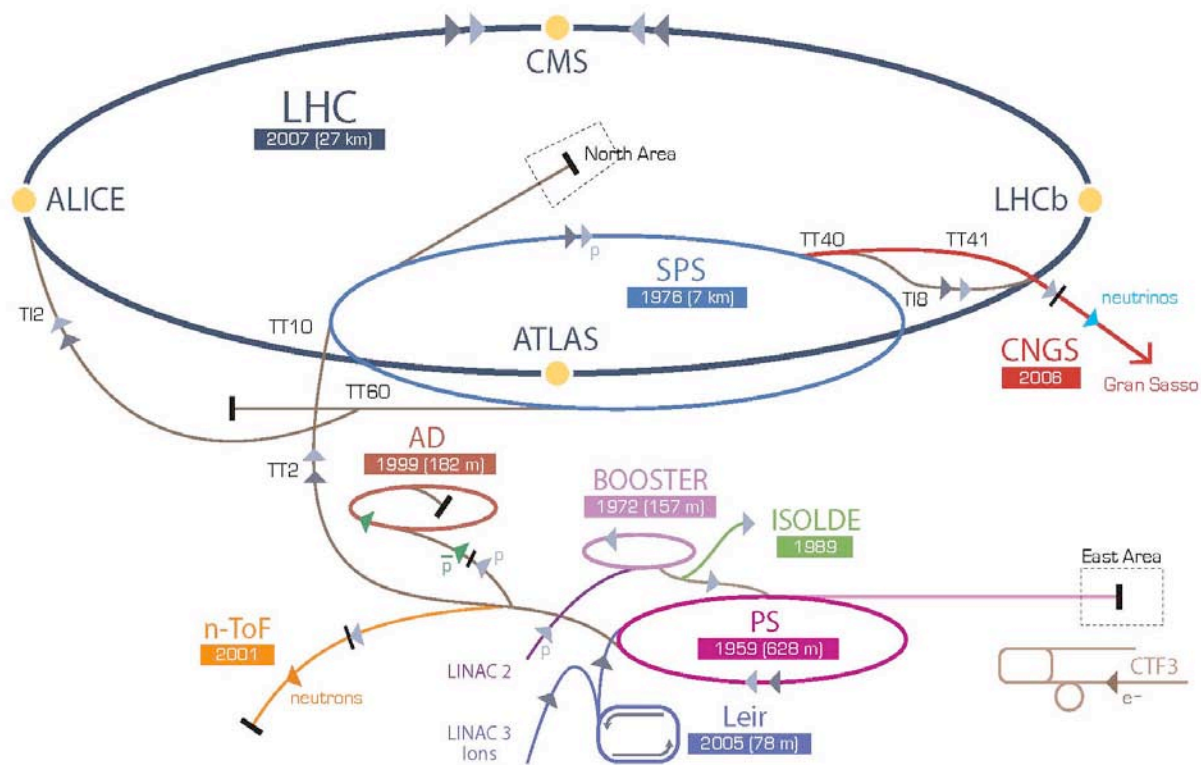 CMS
LHC
2007 (27 km)
North Area
ALICE
LHCb
TT40
TT41
p
SPS
1976 (7 km)
TI8
neutrinos
TI2
TT10
ATLAS
CNGS
2006
Gran Sasso
TT60
AD
1999 (182 m)
TT2
BOOSTER
1972 (157 m)
ISOLDE
1989
p̅
p
East Area
n-ToF
2001
PS
1959 (628 m)
LINAC 2
p
neutrons
CTF3
e–
LINAC 3
Ions
Leir
2005 (78 m)